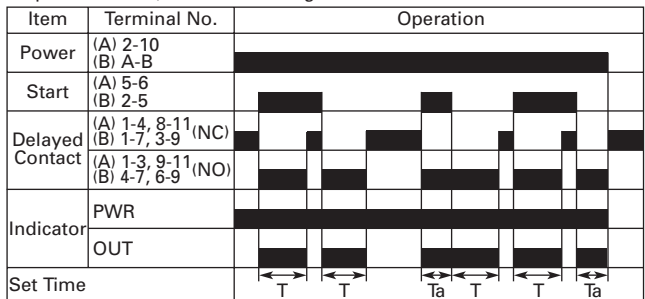 Item Terminal No. Operation
Power (A) 2-10
(B) A-B
Start (A) 5-6
(B) 2-5
Delayed Contact (A) 1-4, 8-11 (NC)
(B) 1-7, 3-9
(A) 1-3, 9-11 (NO)
(B) 4-7, 6-9
Indicator PWR
OUT
Set Time T T Ta T T Ta